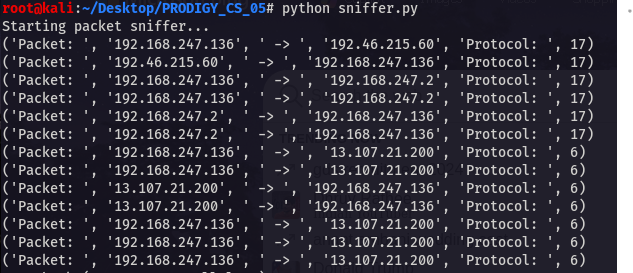 root@kali:~/Desktop/PRODIGY_CS_05# python sniffer.py
Starting packet sniffer...
('Packet: ', '192.168.247.136', ' -> ', '192.46.215.60', 'Protocol: ', 17)
('Packet: ', '192.46.215.60', ' -> ', '192.168.247.136', 'Protocol: ', 17)
('Packet: ', '192.168.247.136', ' -> ', '192.168.247.2', 'Protocol: ', 17)
('Packet: ', '192.168.247.136', ' -> ', '192.168.247.2', 'Protocol: ', 17)
('Packet: ', '192.168.247.2', ' -> ', '192.168.247.136', 'Protocol: ', 17)
('Packet: ', '192.168.247.2', ' -> ', '192.168.247.136', 'Protocol: ', 17)
('Packet: ', '192.168.247.136', ' -> ', '13.107.21.200', 'Protocol: ', 6)
('Packet: ', '192.168.247.136', ' -> ', '13.107.21.200', 'Protocol: ', 6)
('Packet: ', '13.107.21.200', ' -> ', '192.168.247.136', 'Protocol: ', 6)
('Packet: ', '13.107.21.200', ' -> ', '192.168.247.136', 'Protocol: ', 6)
('Packet: ', '192.168.247.136', ' -> ', '13.107.21.200', 'Protocol: ', 6)
('Packet: ', '192.168.247.136', ' -> ', '13.107.21.200', 'Protocol: ', 6)
('Packet: ', '192.168.247.136', ' -> ', '13.107.21.200', 'Protocol: ', 6)